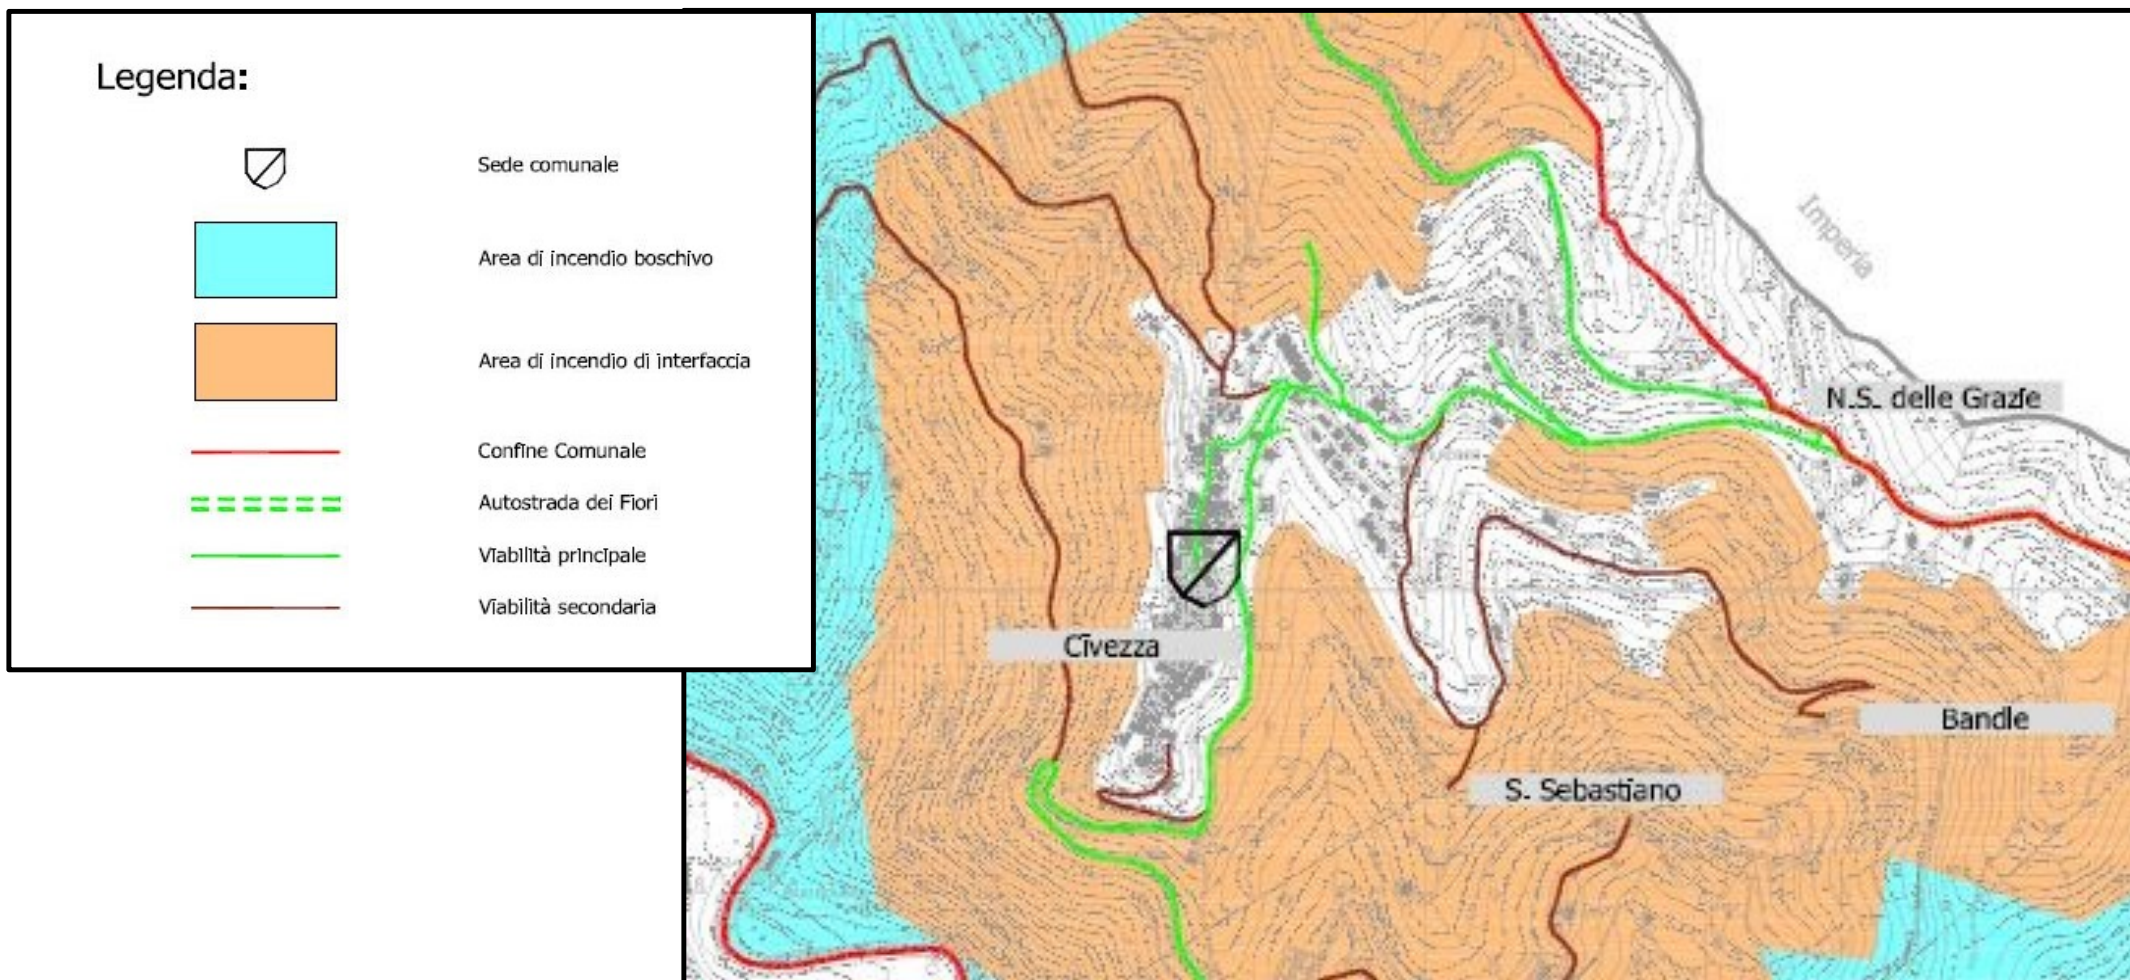 Legenda:
Sede comunale
Area di incendio boschivo
Area di incendio di interfaccia
Confine Comunale
Autostrada dei Fiori
Viabilità principale
Viabilità secondaria
Imperia
N.S. delle Grazie
Civezza
Bandle
S. Sebastiano